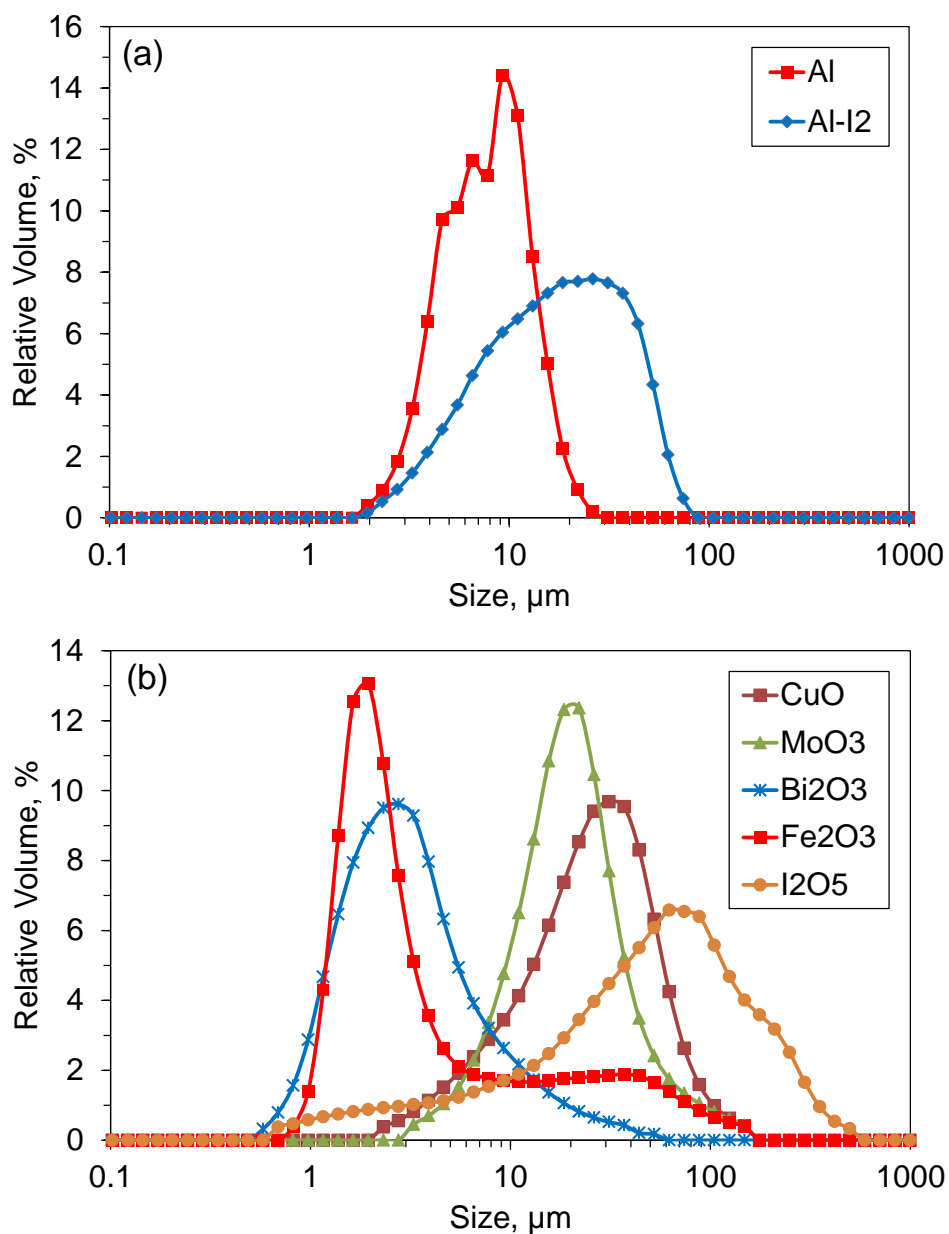 (a)
Al
Al-I2
Relative Volume, %
16
14
12
10
8
6
4
2
0
0.1 1 10 100 1000
Size, µm
(b)
CuO
MoO3
Bi2O3
Fe2O3
I2O5
Relative Volume, %
14
12
10
8
6
4
2
0
0.1 1 10 100 1000
Size, µm